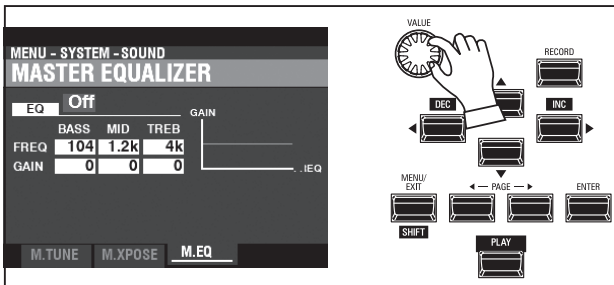 MENU - SYSTEM - SOUND
MASTER EQUALIZER
EQ Off
GAIN
BASS MID TREB
FREQ 104 1.2k 4k
GAIN 0 0 0
. . IEQ
M.TUNE M.XPOSE M.EQ
VALUE
RECORD
DEC
INC
MENU/
EXIT
PAGE
ENTER
SHIFT
PLAY